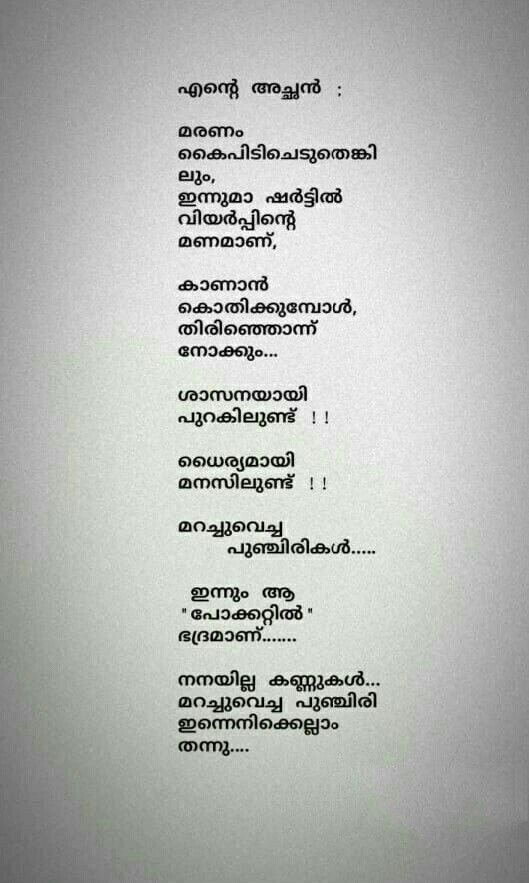 എന്റെ അച്ഛൻ :
മരണം
കൈപിടിചെടുതെങ്കി
ലും,
ഇന്നുമാ ഷർട്ടിൽ
വിയർപ്പിന്റെ
മണമാണ്,
കാണാൻ
കൊതിക്കുമ്പോൾ,
തിരിഞ്ഞൊന്ന്
നോക്കും...
ശാസനയായി
പുറകിലുണ്ട് !!
ധൈര്യമായി
മനസിലുണ്ട് !!
മറച്ചുവെച്ച
പുഞ്ചിരികൾ.....
ഇന്നും ആ
"പോക്കറ്റിൽ"
ഭദ്രമാണ്.......
നനയില്ല കണ്ണുകൾ...
മറച്ചുവെച്ച പുഞ്ചിരി
ഇന്നെനിക്കെല്ലാം
തന്നു....